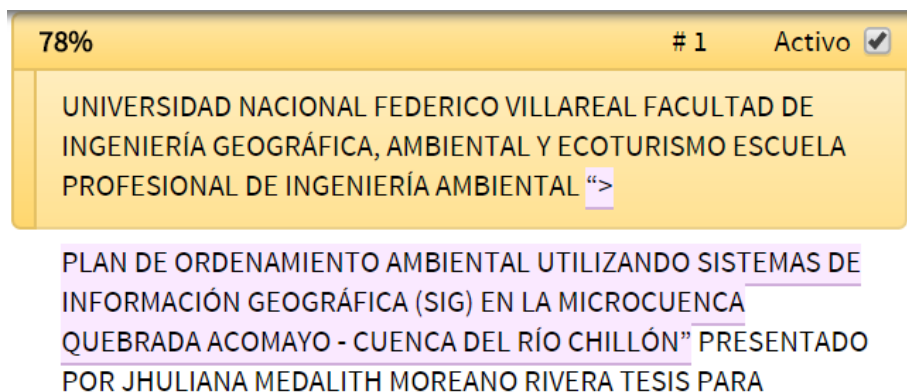 78% # 1 Activo
UNIVERSIDAD NACIONAL FEDERICO VILLAREAL FACULTAD DE
INGENIERÍA GEOGRÁFICA, AMBIENTAL Y ECOTURISMO ESCUELA
PROFESIONAL DE INGENIERÍA AMBIENTAL “>
PLAN DE ORDENAMIENTO AMBIENTAL UTILIZANDO SISTEMAS DE
INFORMACIÓN GEOGRÁFICA (SIG) EN LA MICROCUENCA
QUEBRADA ACOMAYO - CUENCA DEL RÍO CHILLÓN” PRESENTADO
POR JHULIANA MEDALITH MOREANO RIVERA TESIS PARA